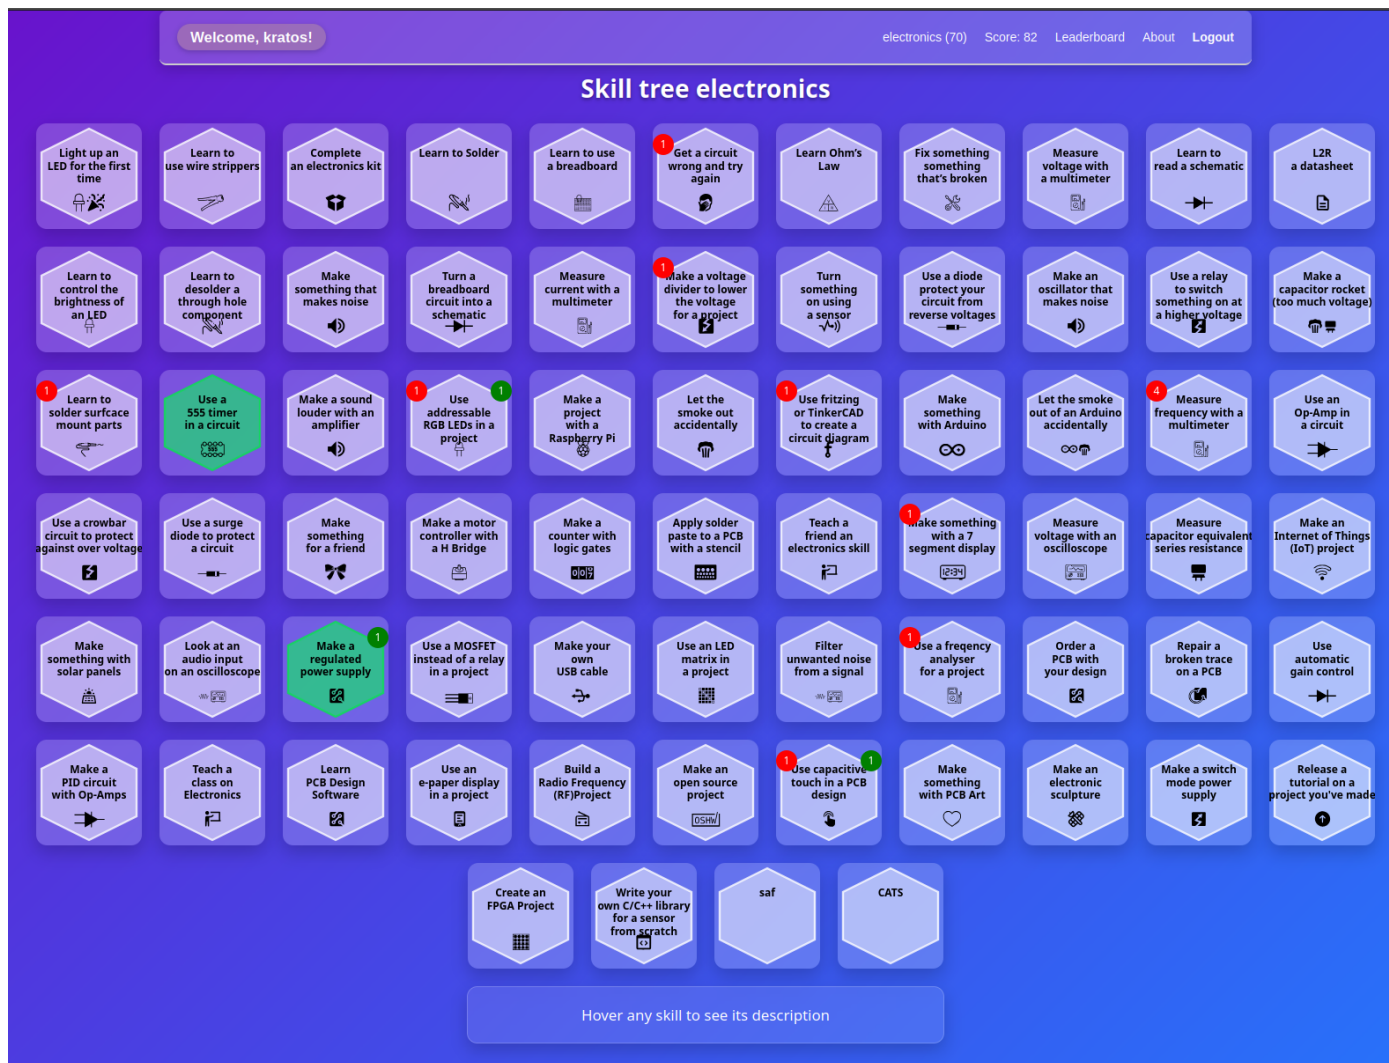 Welcome, kratos!
electronics (70)
Score: 82
Leaderboard
About
Logout
Skill tree electronics
Light up an
LED for the first
time
Learn to
use wire strippers
Complete
an electronics kit
Learn to Solder
Learn to use
a breadboard
1
Get a circuit
wrong and try
again
Learn Ohm's
Law
Fix something
something
that's broken
Measure
voltage with
a multimeter
Learn to
read a schematic
L2R
a datasheet
Learn to
control the
brightness of
an LED
Learn to
desolder a
through hole
component
Make
something that
makes noise
Turn a
breadboard
circuit into a
schematic
Measure
current with a
multimeter
1
Make a voltage
divider to lower
the voltage
for a project
Turn
something
on using
a sensor
Use a diode
protect your
circuit from
reverse voltages
Make an
oscillator that
makes noise
Use a relay
to switch
something on at
a higher voltage
Make a
capacitor rocket
(too much voltage)
1
Learn to
solder surfcace
mount parts
Use a
555 timer
in a circuit
555
Make a sound
louder with an
amplifier
1
1
Use
addressable
RGB LEDs in a
project
Make a
project
with a
Raspberry Pi
Let the
smoke out
accidentally
1
Use fritzing
or TinkerCAD
to create a
circuit diagram
Make
something
with Arduino
Let the smoke
out of an Arduino
accidentally
4
Measure
frequency with a
multimeter
Use an
Op-Amp in
a circuit
Use a crowbar
circuit to protect
against over voltage
Use a surge
diode to protect
a circuit
Make
something
for a friend
Make a motor
controller with
a H Bridge
Make a
counter with
logic gates
007
Apply solder
paste to a PCB
with a stencil
Teach a
friend an
electronics skill
1
Make something
with a 7
segment display
12:34
Measure
voltage with an
oscilloscope
Measure
capacitor equivalent
series resistance
Make an
Internet of Things
(IoT) project
Make
something with
solar panels
Look at an
audio input
on an oscilloscope
1
Make a
regulated
power supply
Use a MOSFET
instead of a relay
in a project
Make your
own
USB cable
Use an LED
matrix in
a project
Filter
unwanted noise
from a signal
1
Use a freqency
analyser
for a project
Order a
PCB with
your design
Repair a
broken trace
on a PCB
Use
automatic
gain control
Make a
PID circuit
with Op-Amps
Teach a
class on
Electronics
Learn
PCB Design
Software
Use an
e-paper display
in a project
Build a
Radio Frequency
(RF)Project
Make an
open source
project
OSHW
1
1
Use capacitive
touch in a PCB
design
Make
something
with PCB Art
Make an
electronic
sculpture
Make a switch
mode power
supply
Release a
tutorial on a
project you've made
Create an
FPGA Project
Write your
own C/C++ library
for a sensor
from scratch
saf
CATS
Hover any skill to see its description